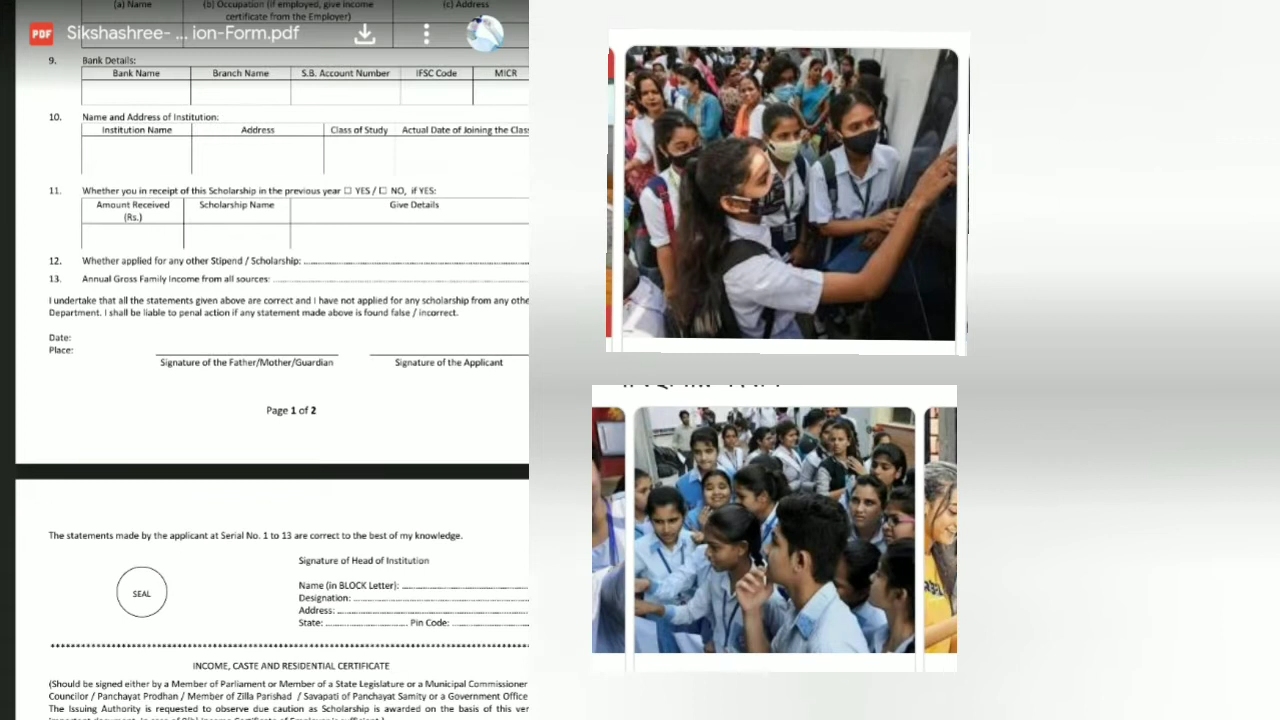 (a) Name (b) Occupation (if employed, give income certificate from the Employer) (c) Address
PDF Sikshashree- ... ion-Form.pdf
9. Bank Details:
Bank Name Branch Name S.B. Account Number IFSC Code MICR
10. Name and Address of Institution:
Institution Name Address Class of Study Actual Date of Joining the Clas
11. Whether you in receipt of this Scholarship in the previous year ☐ YES / ☐ NO, if YES:
Amount Received (Rs.) Scholarship Name Give Details
12. Whether applied for any other Stipend / Scholarship:
13. Annual Gross Family Income from all sources:
I undertake that all the statements given above are correct and I have not applied for any scholarship from any othe
Department. I shall be liable to penal action if any statement made above is found false / incorrect.
Date:
Place:
Signature of the Father/Mother/Guardian Signature of the Applicant
Page 1 of 2
The statements made by the applicant at Serial No. 1 to 13 are correct to the best of my knowledge.
Signature of Head of Institution
SEAL
Name (in BLOCK Letter):
Designation:
Address:
State: Pin Code:
INCOME, CASTE AND RESIDENTIAL CERTIFICATE
(Should be signed either by a Member of Parliament or Member of a State Legislature or a Municipal Commissioner
Councilor / Panchayat Prodhan / Member of Zilla Parishad / Savapati of Panchayat Samity or a Government Office
The Issuing Authority is requested to observe due caution as Scholarship is awarded on the basis of this ver